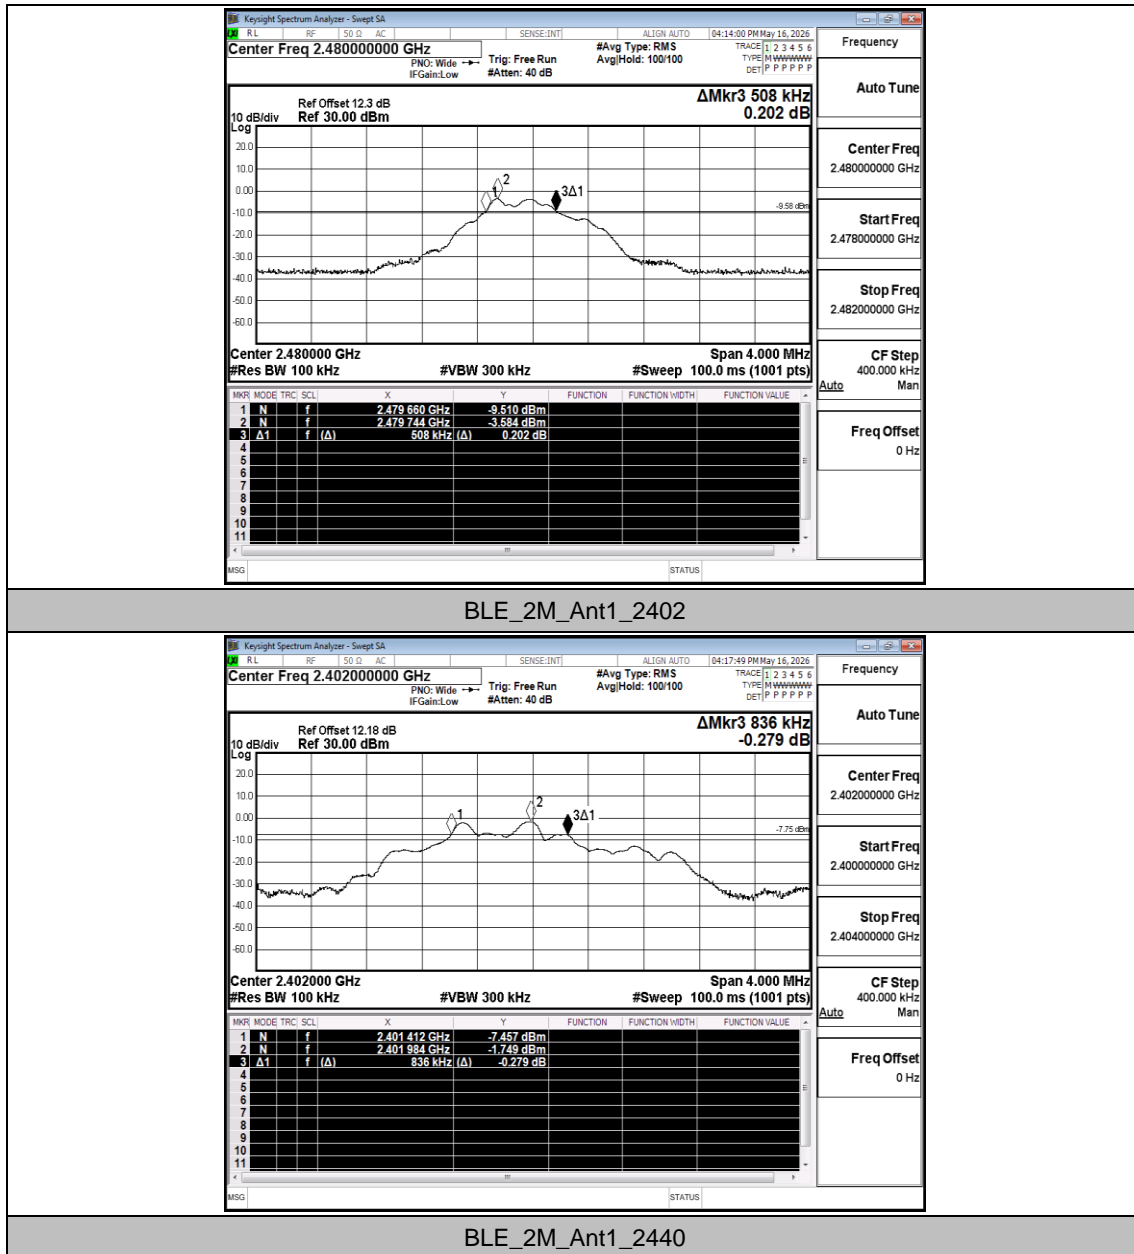 Keysight Spectrum Analyzer - Swept SA
LXI RL RF 50 Ω AC SENSE:INT ALIGN AUTO 04:14:00 PM May 16, 2026
Center Freq 2.480000000 GHz
#Avg Type: RMS TRACE 1 2 3 4 5 6
PNO: Wide Trig: Free Run Avg|Hold: 100/100 TYPE M WWWWW
IFGain:Low #Atten: 40 dB DET P P P P P P
Ref Offset 12.3 dB
10 dB/div Ref 30.00 dBm
Log
ΔMkr3 508 kHz
0.202 dB
20.0
10.0
0.00
-10.0
-20.0
-30.0
-40.0
-50.0
-60.0
1
2
3Δ1
-9.58 dBm
Center 2.480000 GHz Span 4.000 MHz
#Res BW 100 kHz #VBW 300 kHz #Sweep 100.0 ms (1001 pts)
MKR MODE TRC SCL X Y FUNCTION FUNCTION WIDTH FUNCTION VALUE
1 N f 2.479 660 GHz -9.510 dBm
2 N f 2.479 744 GHz -3.584 dBm
3 Δ1 f (Δ) 508 kHz (Δ) 0.202 dB
4
5
6
7
8
9
10
11
MSG STATUS
Frequency
Auto Tune
Center Freq
2.480000000 GHz
Start Freq
2.478000000 GHz
Stop Freq
2.482000000 GHz
CF Step
400.000 kHz
Auto Man
Freq Offset
0 Hz
BLE_2M_Ant1_2402
Keysight Spectrum Analyzer - Swept SA
LXI RL RF 50 Ω AC SENSE:INT ALIGN AUTO 04:17:49 PM May 16, 2026
Center Freq 2.402000000 GHz
#Avg Type: RMS TRACE 1 2 3 4 5 6
PNO: Wide Trig: Free Run Avg|Hold: 100/100 TYPE M WWWWW
IFGain:Low #Atten: 40 dB DET P P P P P P
Ref Offset 12.18 dB
10 dB/div Ref 30.00 dBm
Log
ΔMkr3 836 kHz
-0.279 dB
20.0
10.0
0.00
-10.0
-20.0
-30.0
-40.0
-50.0
-60.0
1
2
3Δ1
-7.75 dBm
Center 2.402000 GHz Span 4.000 MHz
#Res BW 100 kHz #VBW 300 kHz #Sweep 100.0 ms (1001 pts)
MKR MODE TRC SCL X Y FUNCTION FUNCTION WIDTH FUNCTION VALUE
1 N f 2.401 412 GHz -7.457 dBm
2 N f 2.401 984 GHz -1.749 dBm
3 Δ1 f (Δ) 836 kHz (Δ) -0.279 dB
4
5
6
7
8
9
10
11
MSG STATUS
Frequency
Auto Tune
Center Freq
2.402000000 GHz
Start Freq
2.400000000 GHz
Stop Freq
2.404000000 GHz
CF Step
400.000 kHz
Auto Man
Freq Offset
0 Hz
BLE_2M_Ant1_2440